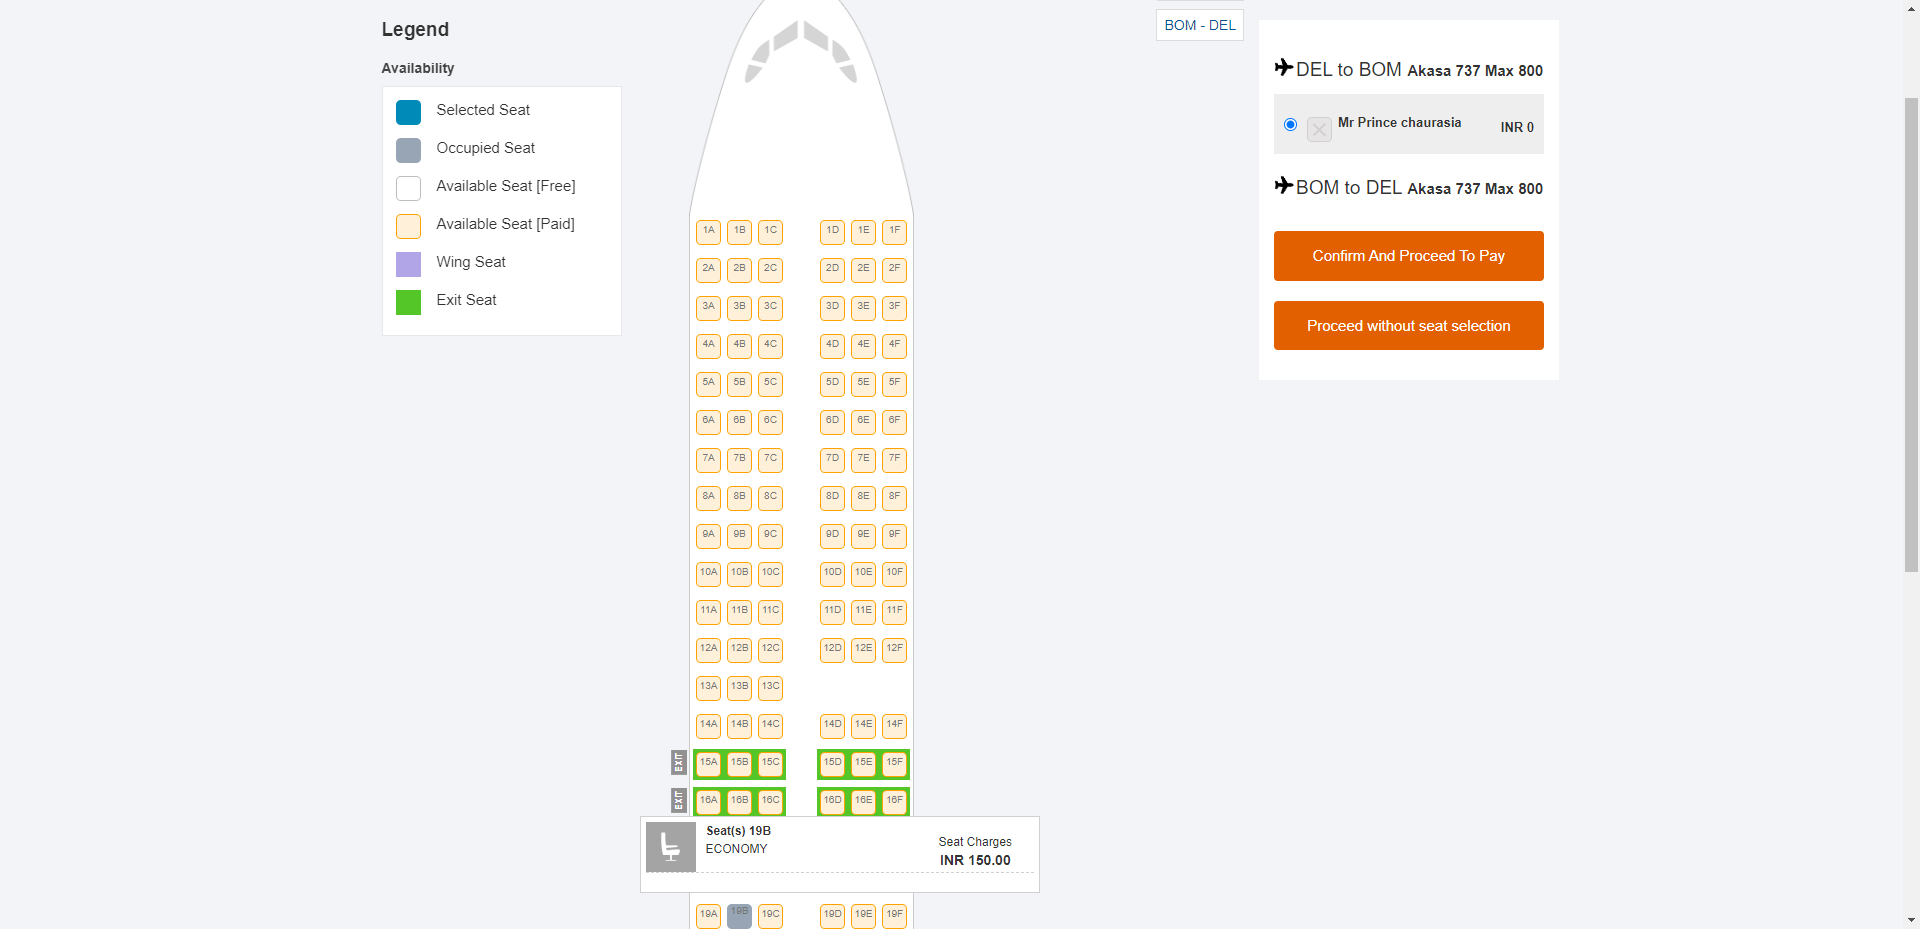 Legend
Availability
Selected Seat
Occupied Seat
Available Seat [Free]
Available Seat [Paid]
Wing Seat
Exit Seat
1A 1B 1C 1D 1E 1F
2A 2B 2C 2D 2E 2F
3A 3B 3C 3D 3E 3F
4A 4B 4C 4D 4E 4F
5A 5B 5C 5D 5E 5F
6A 6B 6C 6D 6E 6F
7A 7B 7C 7D 7E 7F
8A 8B 8C 8D 8E 8F
9A 9B 9C 9D 9E 9F
10A 10B 10C 10D 10E 10F
11A 11B 11C 11D 11E 11F
12A 12B 12C 12D 12E 12F
13A 13B 13C
14A 14B 14C 14D 14E 14F
EXIT 15A 15B 15C 15D 15E 15F
EXIT 16A 16B 16C 16D 16E 16F
Seat(s) 19B
ECONOMY
Seat Charges
INR 150.00
19A 19B 19C 19D 19E 19F
BOM - DEL
DEL to BOM Akasa 737 Max 800
Mr Prince chaurasia INR 0
BOM to DEL Akasa 737 Max 800
Confirm And Proceed To Pay
Proceed without seat selection